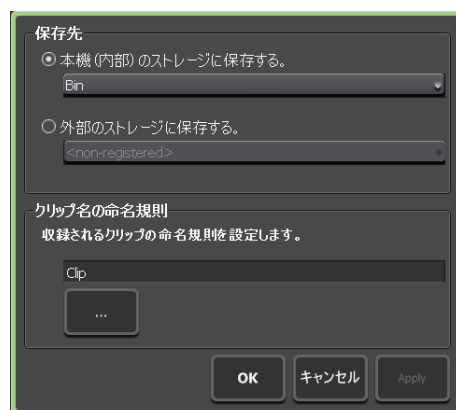 保存先
本機(内部)のストレージに保存する。
Bin
外部のストレージに保存する。
<non-registered>
クリップ名の命名規則
収録されるクリップの命名規則を設定します。
Clip
...
OK キャンセル Apply